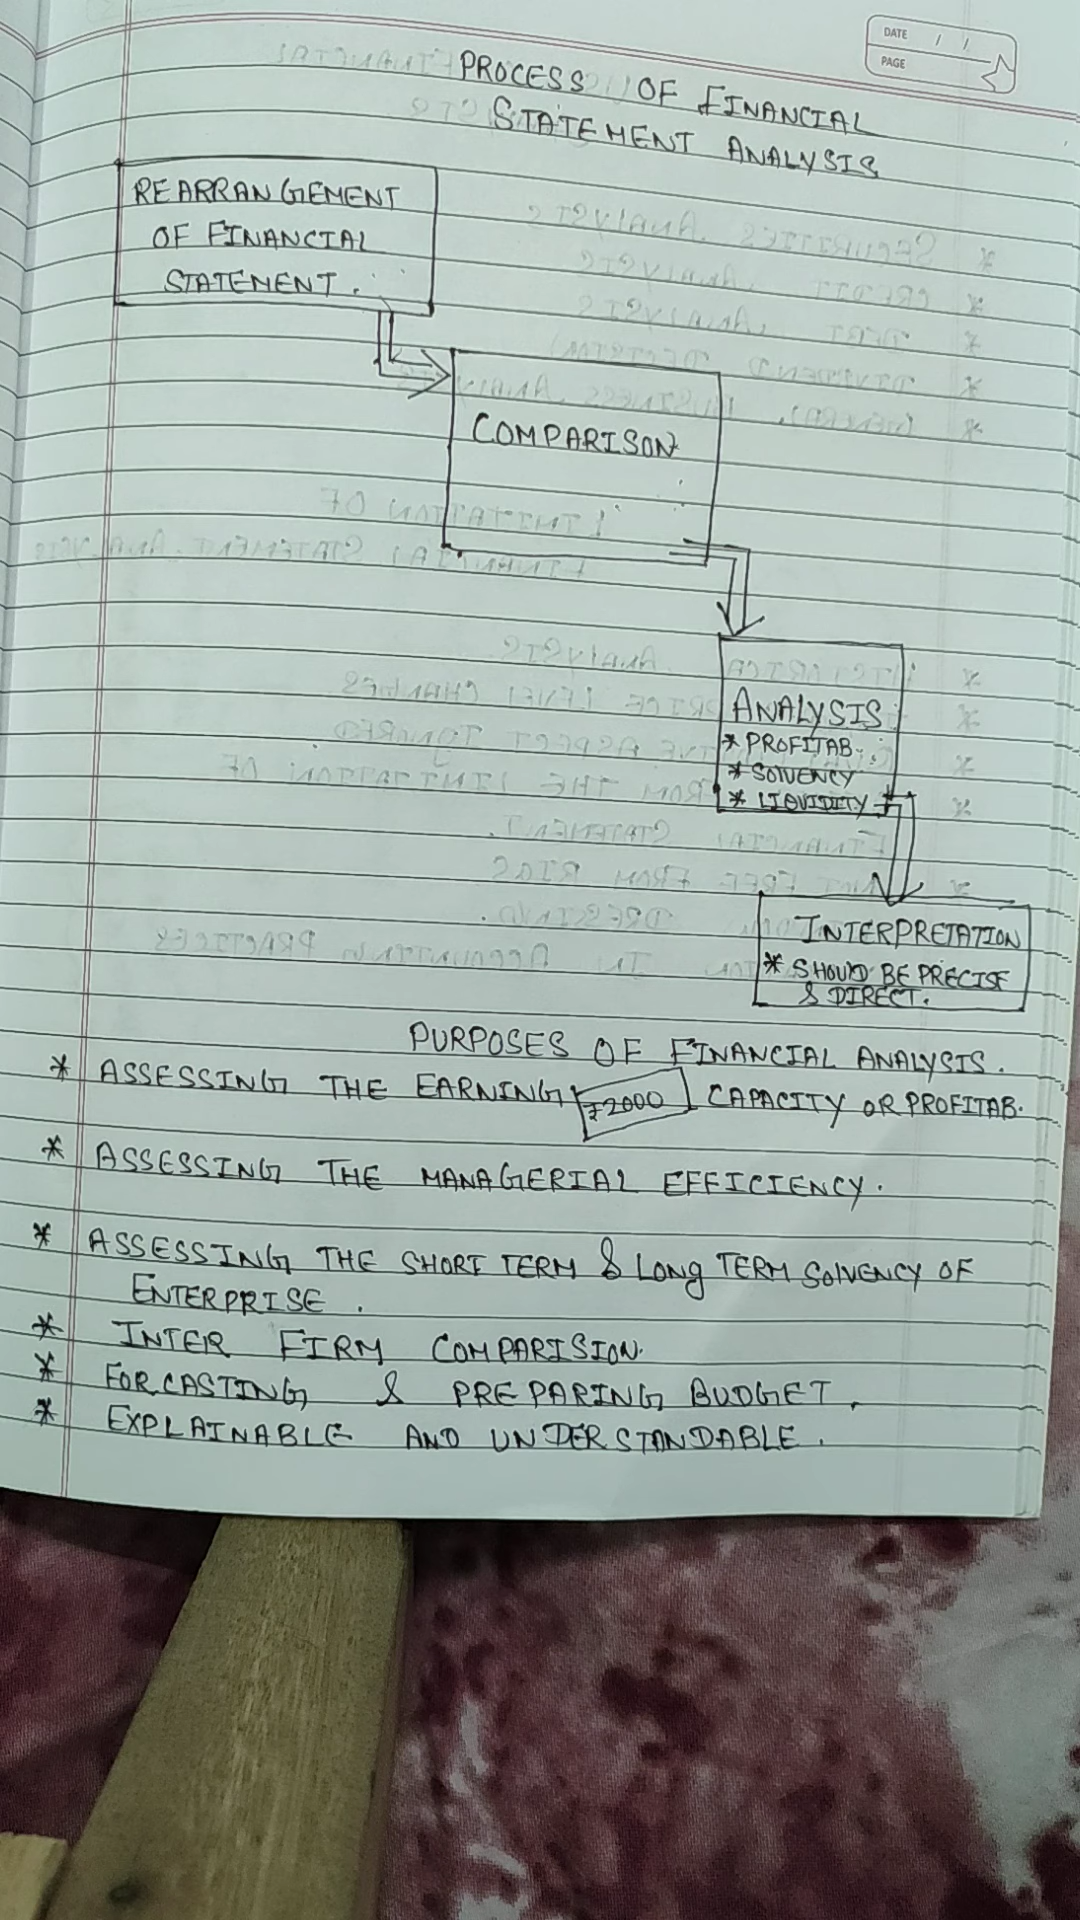 DATE / /
PAGE
PROCESS OF FINANCIAL
STATEMENT ANALYSIS
REARRANGEMENT
OF FINANCIAL
STATEMENT.
COMPARISON
ANALYSIS
* PROFITAB.
* SOLVENCY
* LIQUIDITY
INTERPRETATION
* SHOULD BE PRECISE
& DIRECT.
PURPOSES OF FINANCIAL ANALYSIS.
* ASSESSING THE EARNING ₹2000 CAPACITY OR PROFITAB.
* ASSESSING THE MANAGERIAL EFFICIENCY.
* ASSESSING THE SHORT TERM & LONG TERM SOLVENCY OF
ENTERPRISE.
* INTER FIRM COMPARISION.
* FORCASTING & PREPARING BUDGET.
* EXPLAINABLE AND UNDERSTANDABLE.